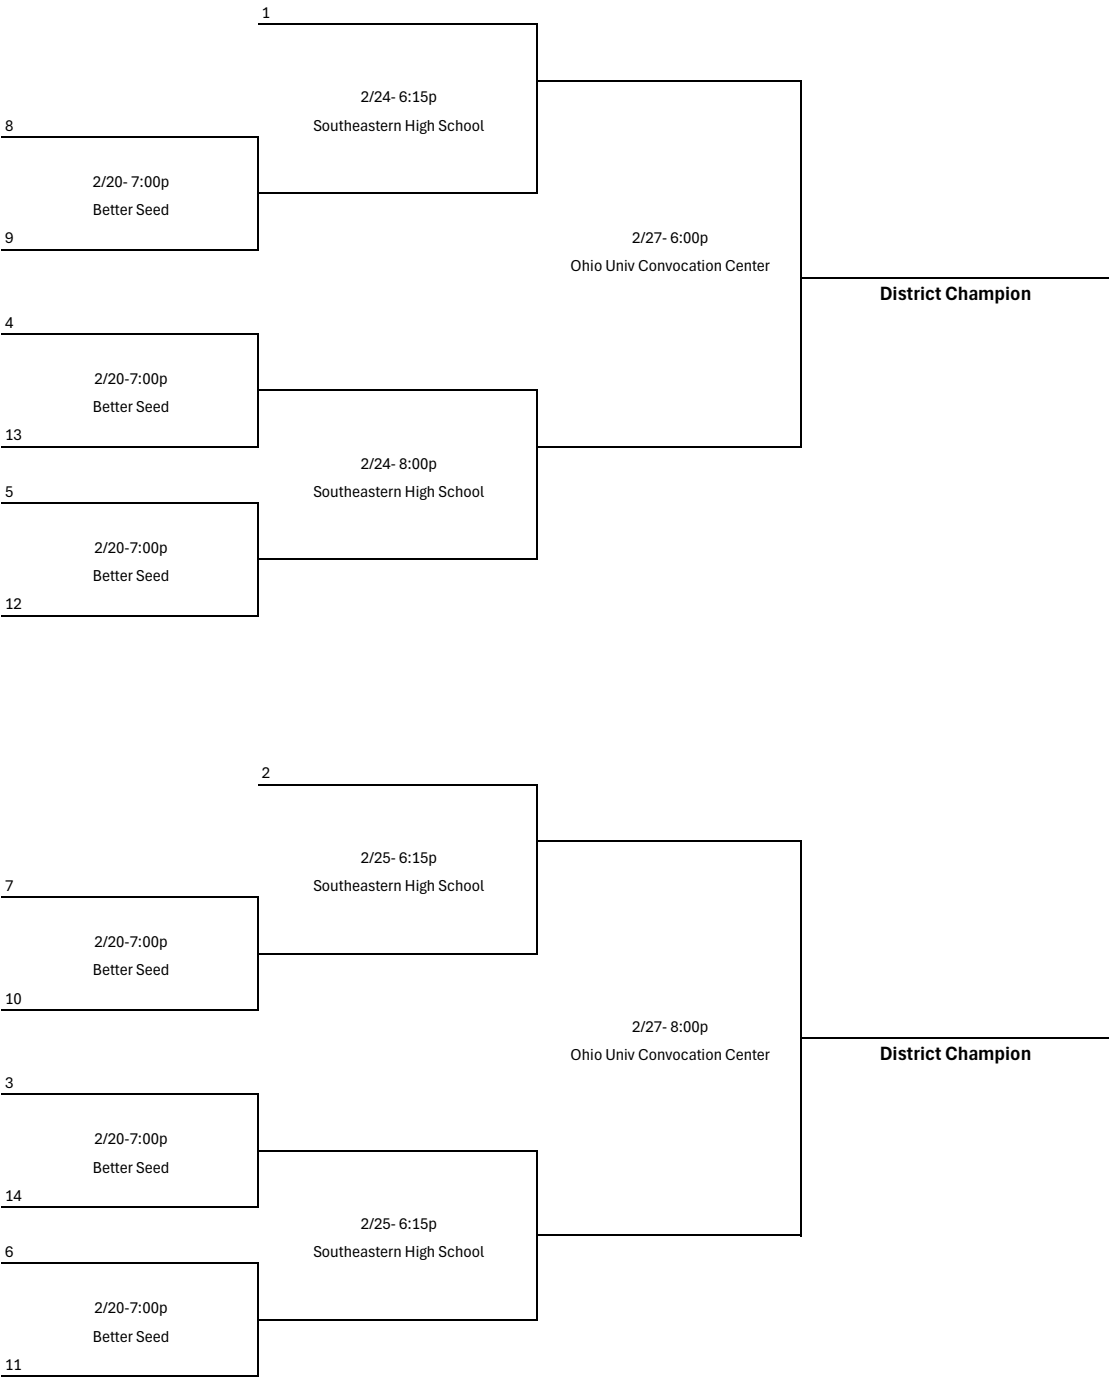 1
2/24- 6:15p
Southeastern High School
8
2/20- 7:00p
Better Seed
9
2/27- 6:00p
Ohio Univ Convocation Center
District Champion
4
2/20-7:00p
Better Seed
13
2/24- 8:00p
Southeastern High School
5
2/20-7:00p
Better Seed
12
2
2/25- 6:15p
Southeastern High School
7
2/20-7:00p
Better Seed
10
2/27- 8:00p
Ohio Univ Convocation Center
District Champion
3
2/20-7:00p
Better Seed
14
2/25- 6:15p
Southeastern High School
6
2/20-7:00p
Better Seed
11